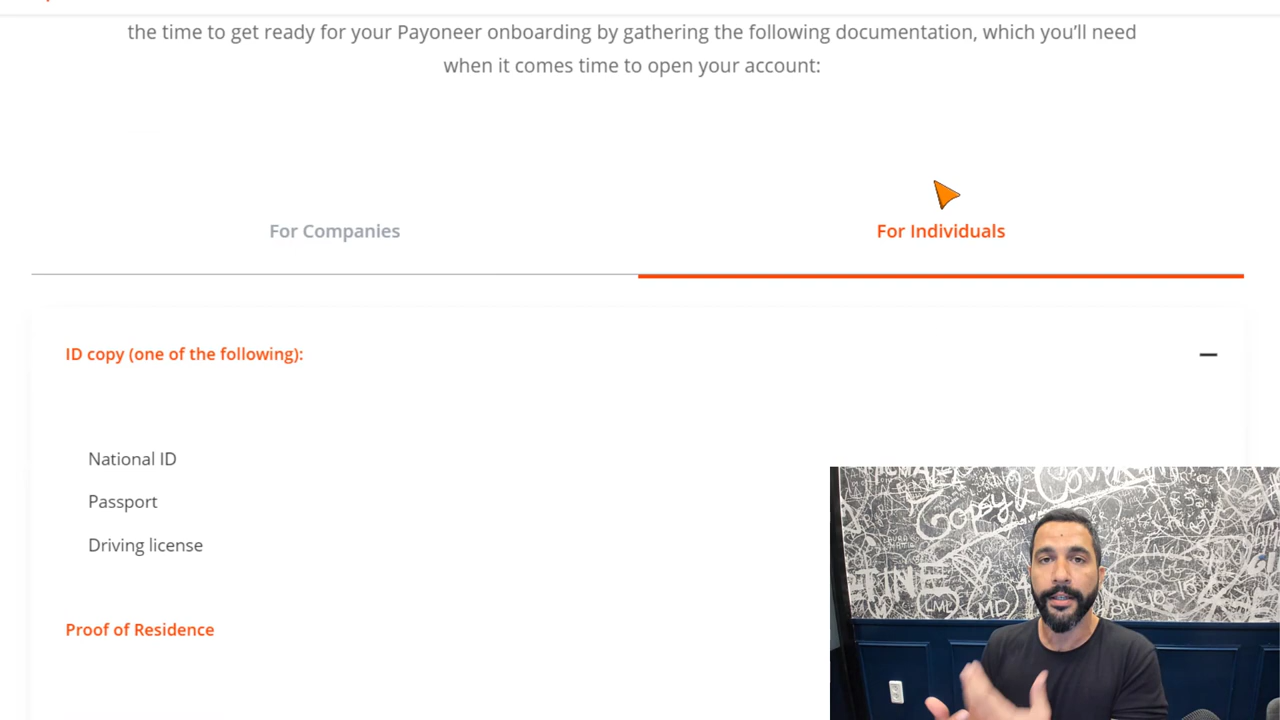 the time to get ready for your Payoneer onboarding by gathering the following documentation, which you'll need
when it comes time to open your account:
For Companies
For Individuals
ID copy (one of the following):
National ID
Passport
Driving license
Proof of Residence
LML
MD